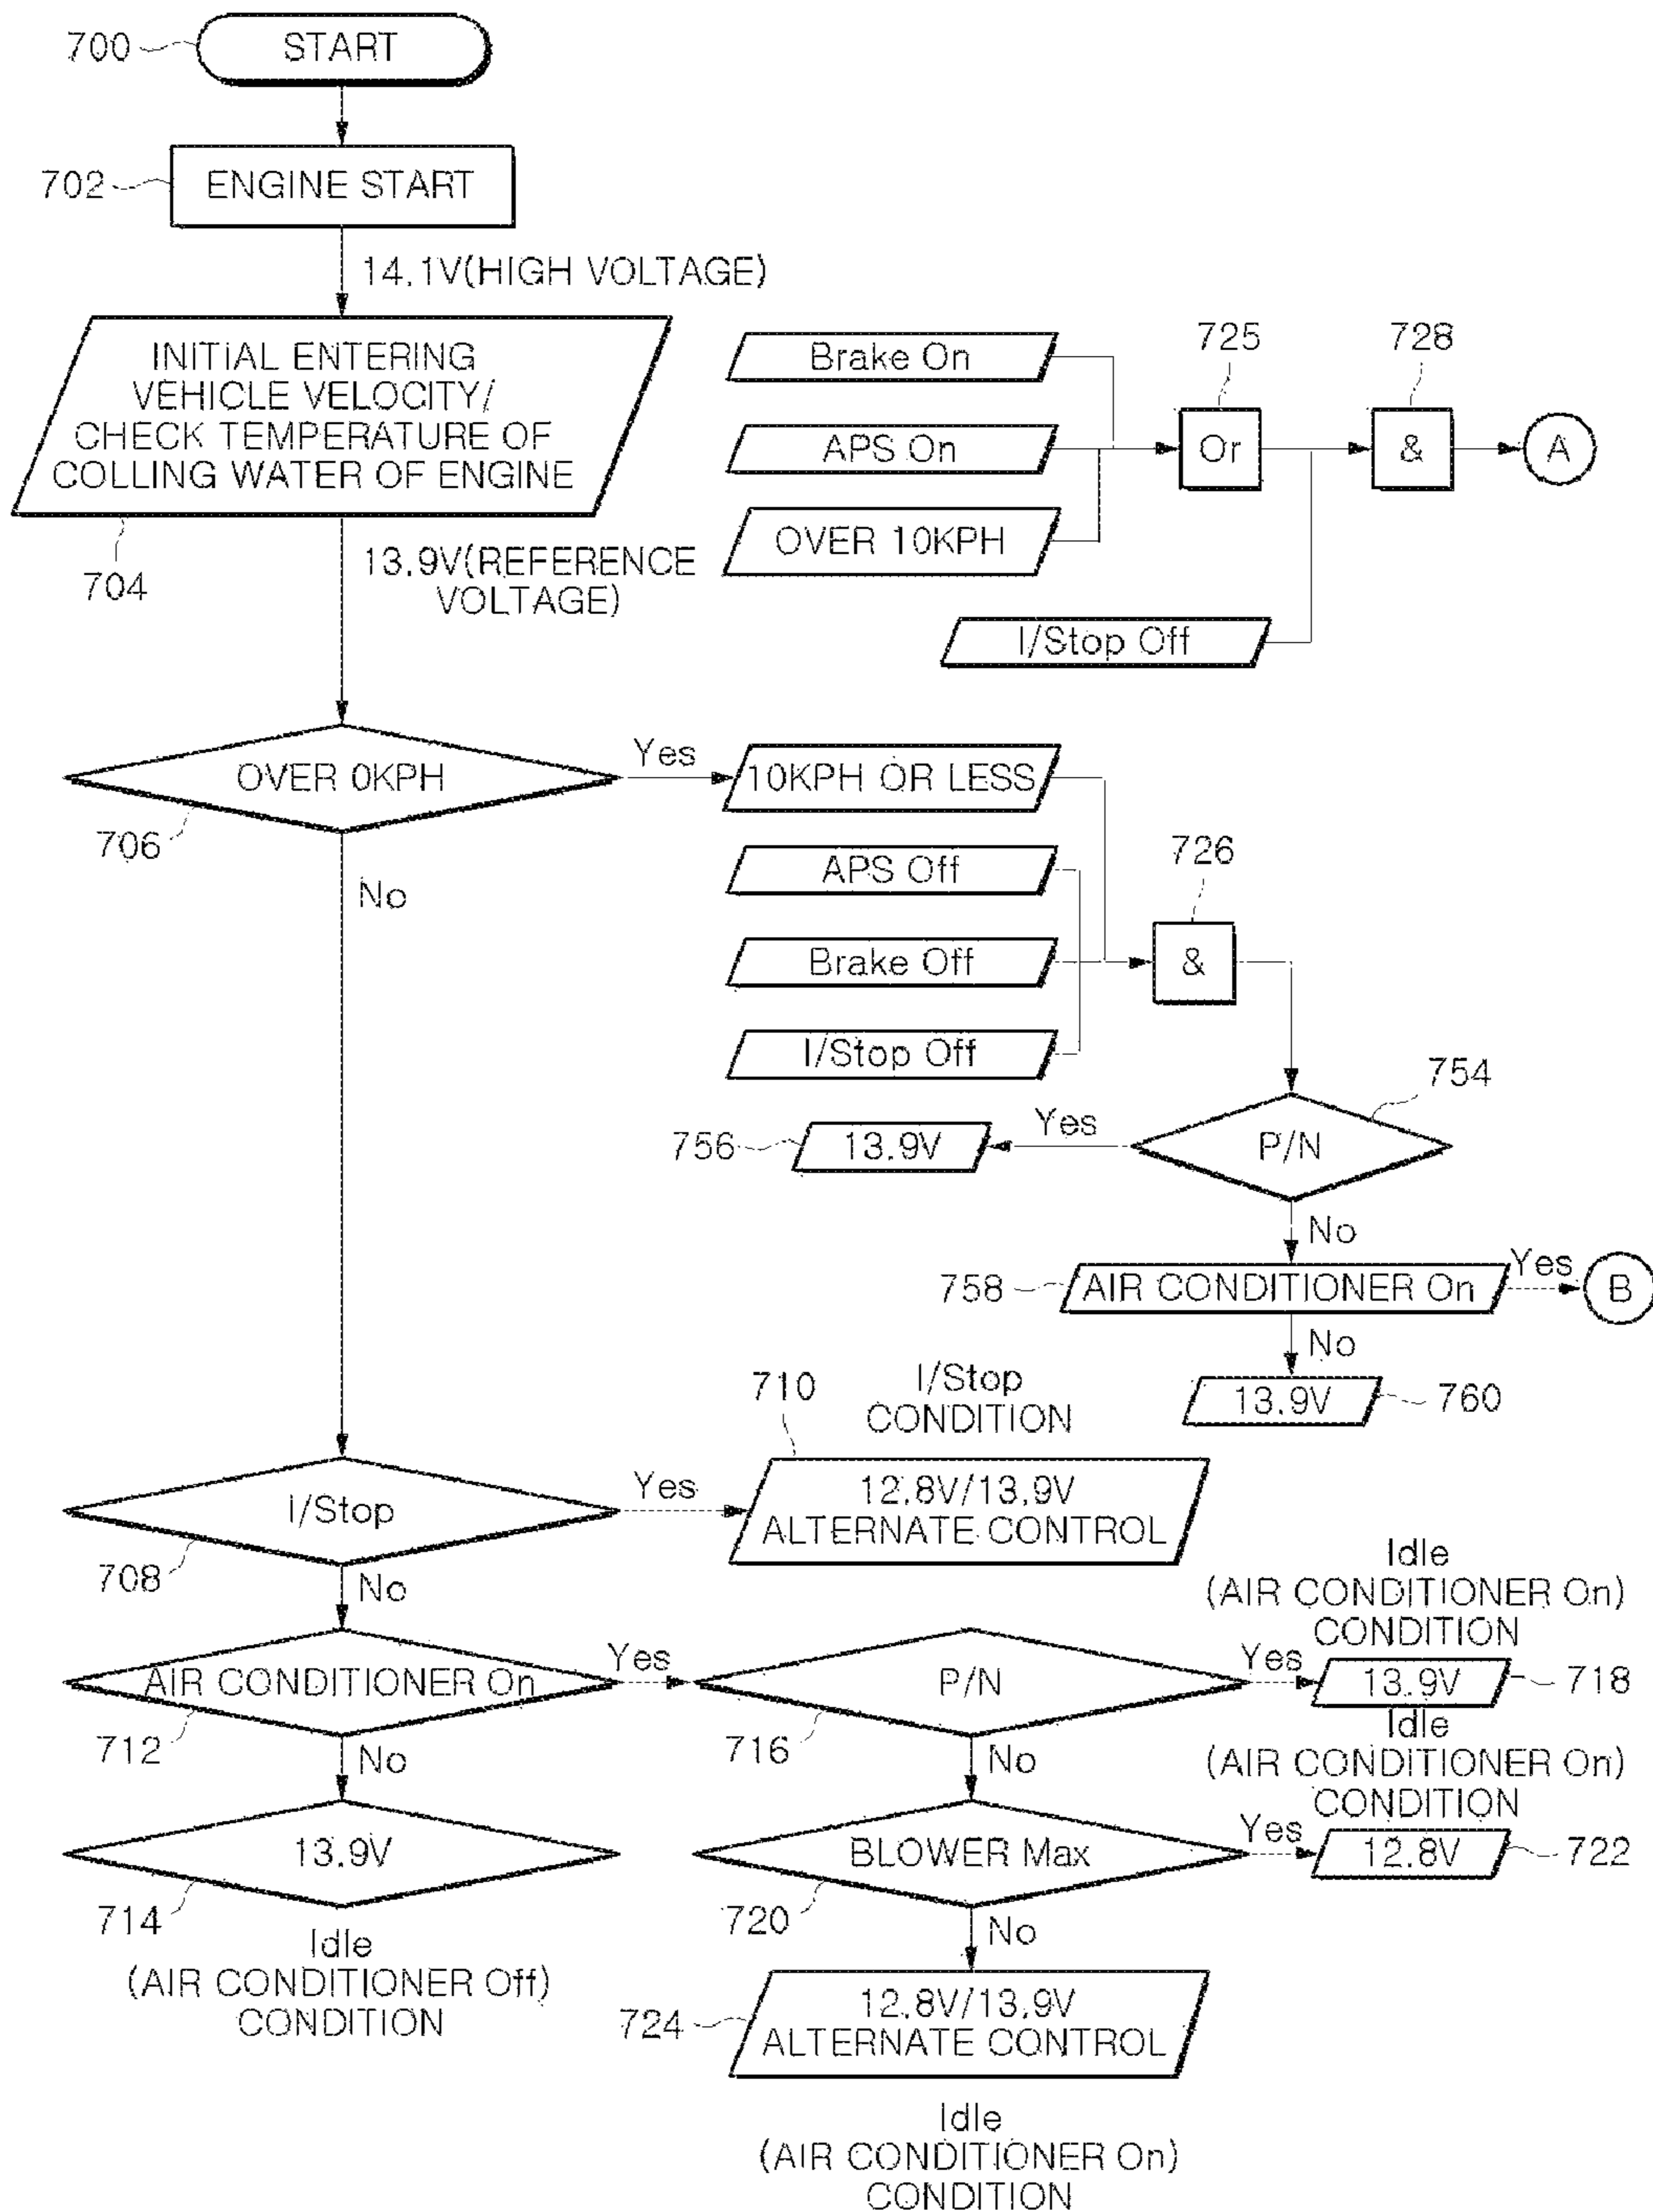 700
START
702
ENGINE START
14.1V(HIGH VOLTAGE)
INITIAL ENTERING
VEHICLE VELOCITY/
CHECK TEMPERATURE OF
COLLING WATER OF ENGINE
704
13.9V(REFERENCE
VOLTAGE)
Brake On
APS On
OVER 10KPH
725
Or
728
&
A
I/Stop Off
OVER 0KPH
706
Yes
No
10KPH OR LESS
APS Off
Brake Off
I/Stop Off
726
&
754
P/N
Yes
756
13.9V
No
758
AIR CONDITIONER On
Yes
B
No
13.9V
760
I/Stop
708
Yes
710
I/Stop
CONDITION
12.8V/13.9V
ALTERNATE CONTROL
No
AIR CONDITIONER On
712
Yes
P/N
716
Yes
Idle
(AIR CONDITIONER On)
CONDITION
13.9V
718
No
13.9V
714
Idle
(AIR CONDITIONER Off)
CONDITION
No
BLOWER Max
720
Yes
Idle
(AIR CONDITIONER On)
CONDITION
12.8V
722
No
724
12.8V/13.9V
ALTERNATE CONTROL
Idle
(AIR CONDITIONER On)
CONDITION